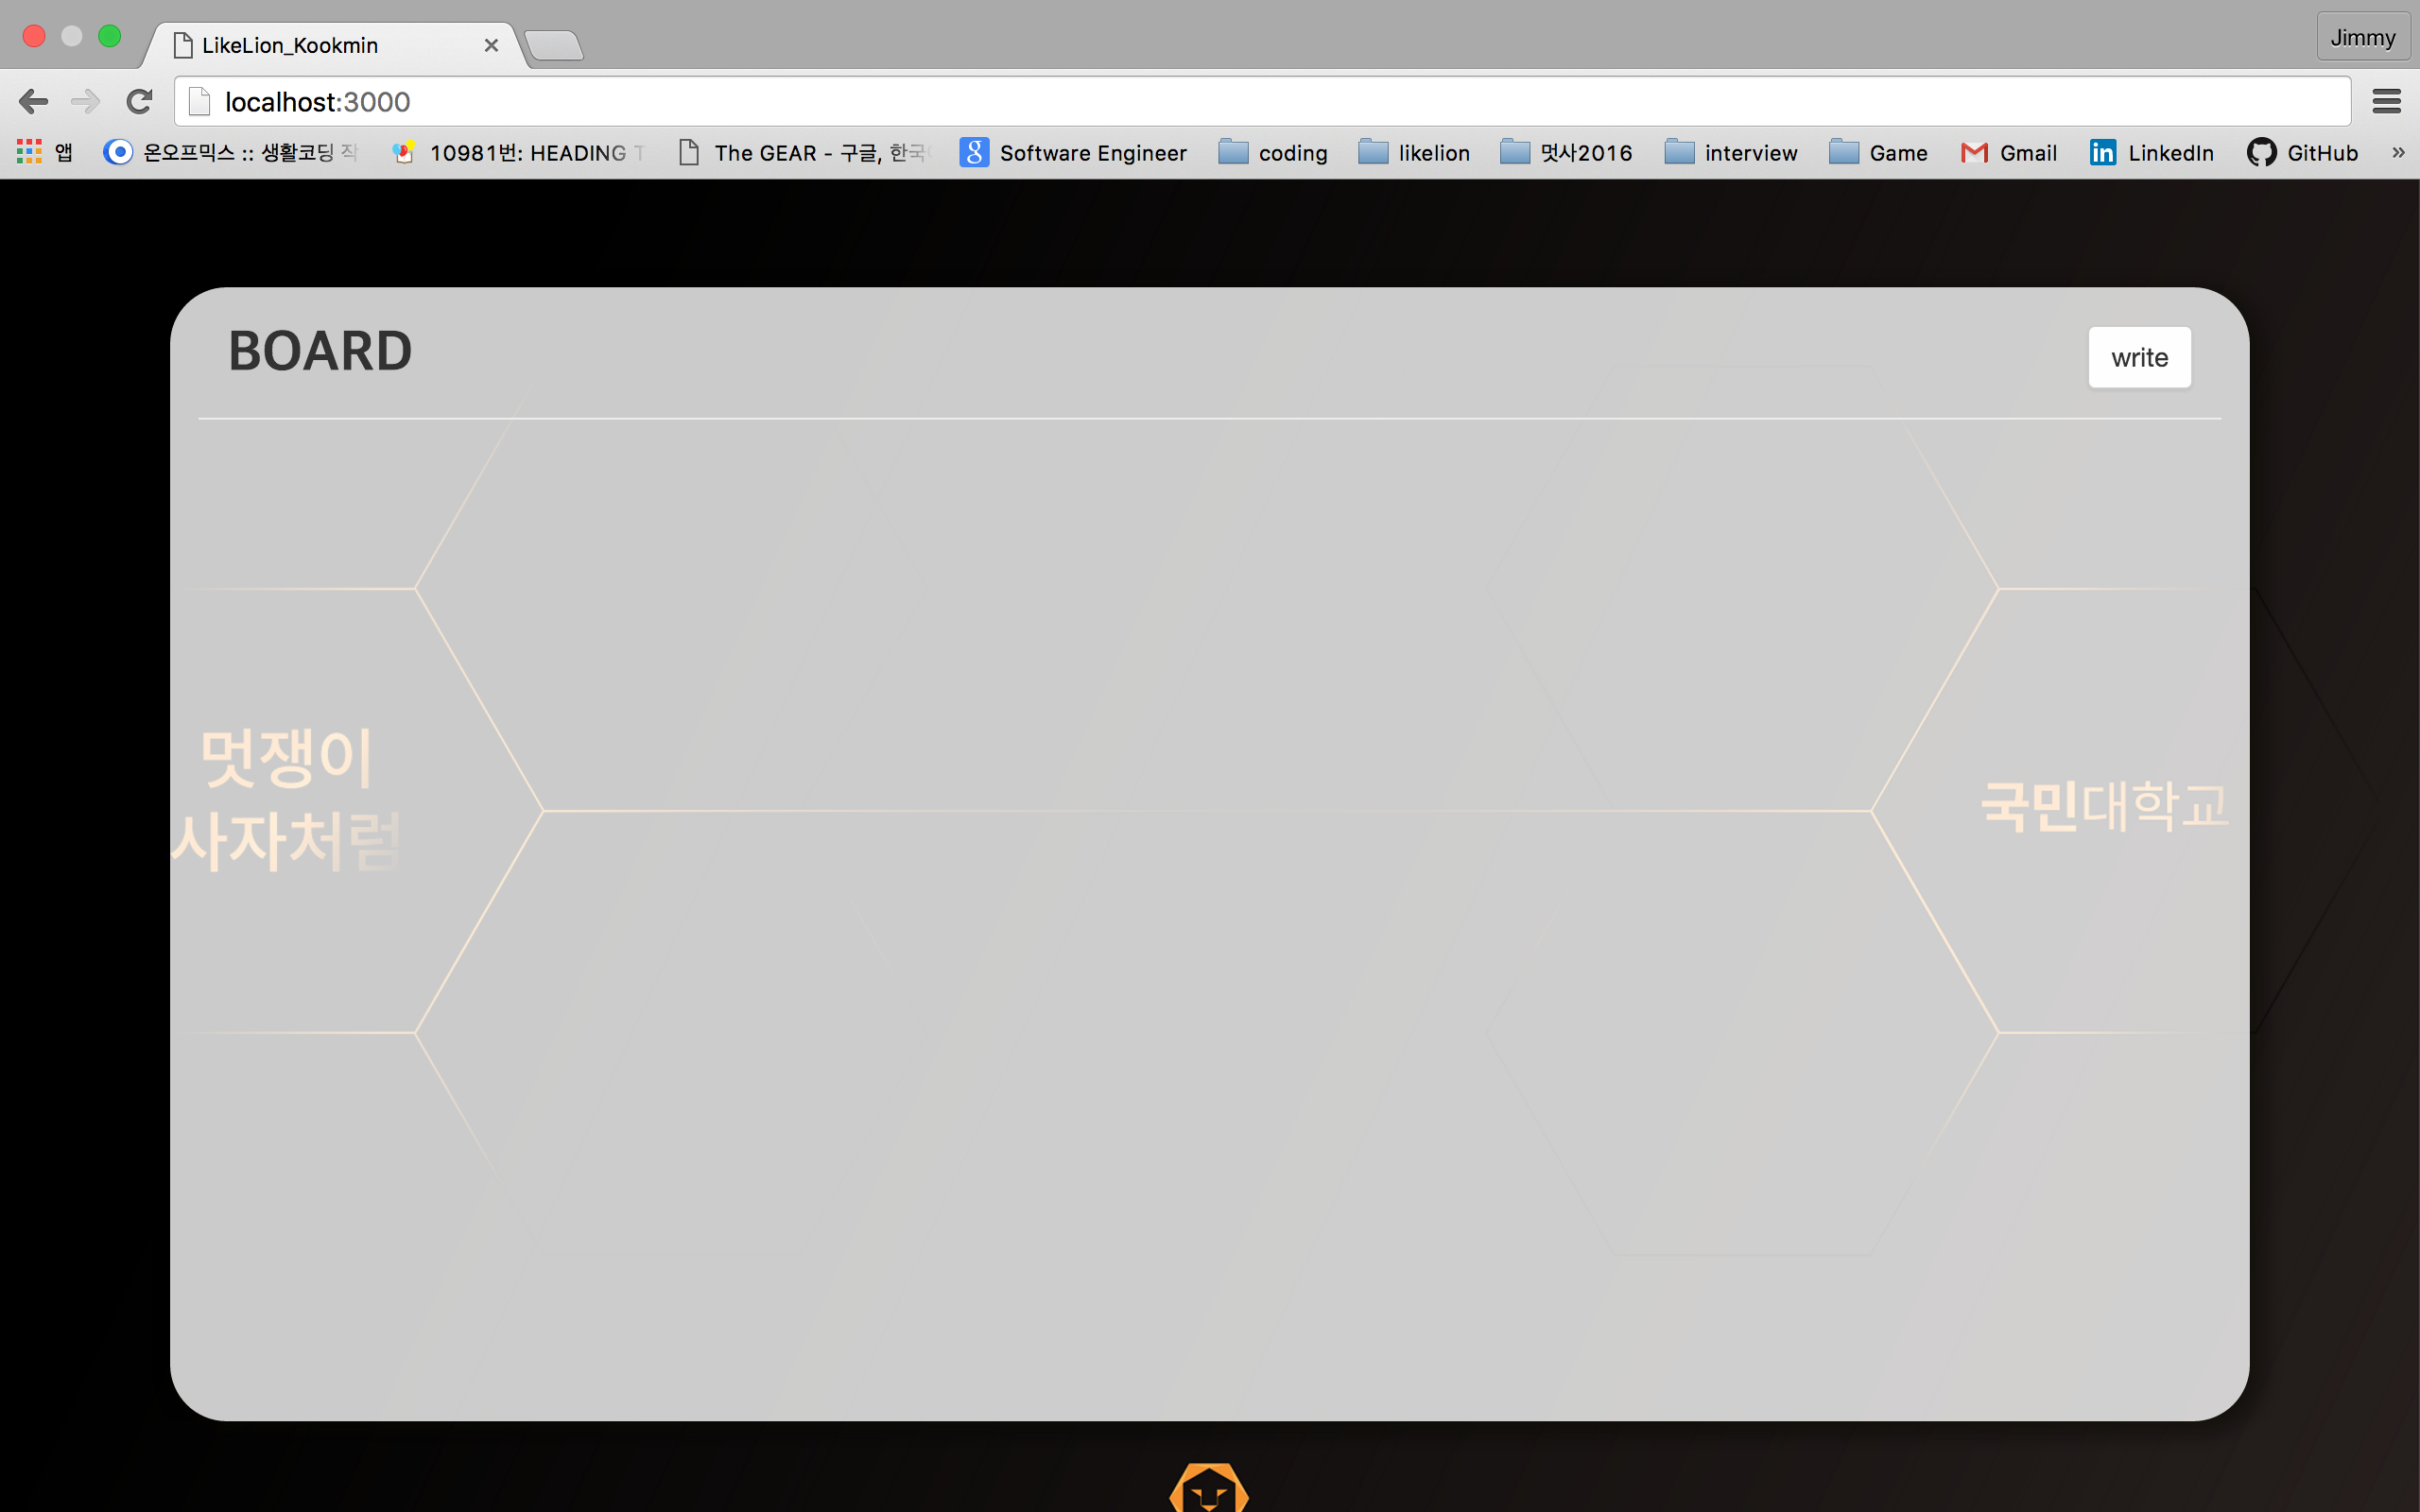 LikeLion_Kookmin
Jimmy
localhost:3000
앱
온오프믹스 :: 생활코딩 작
10981번: HEADING T
The GEAR - 구글, 한국
Software Engineer
coding
likelion
멋사2016
interview
Game
Gmail
LinkedIn
GitHub
»
BOARD
write
멋쟁이
사자처럼
국민대학교